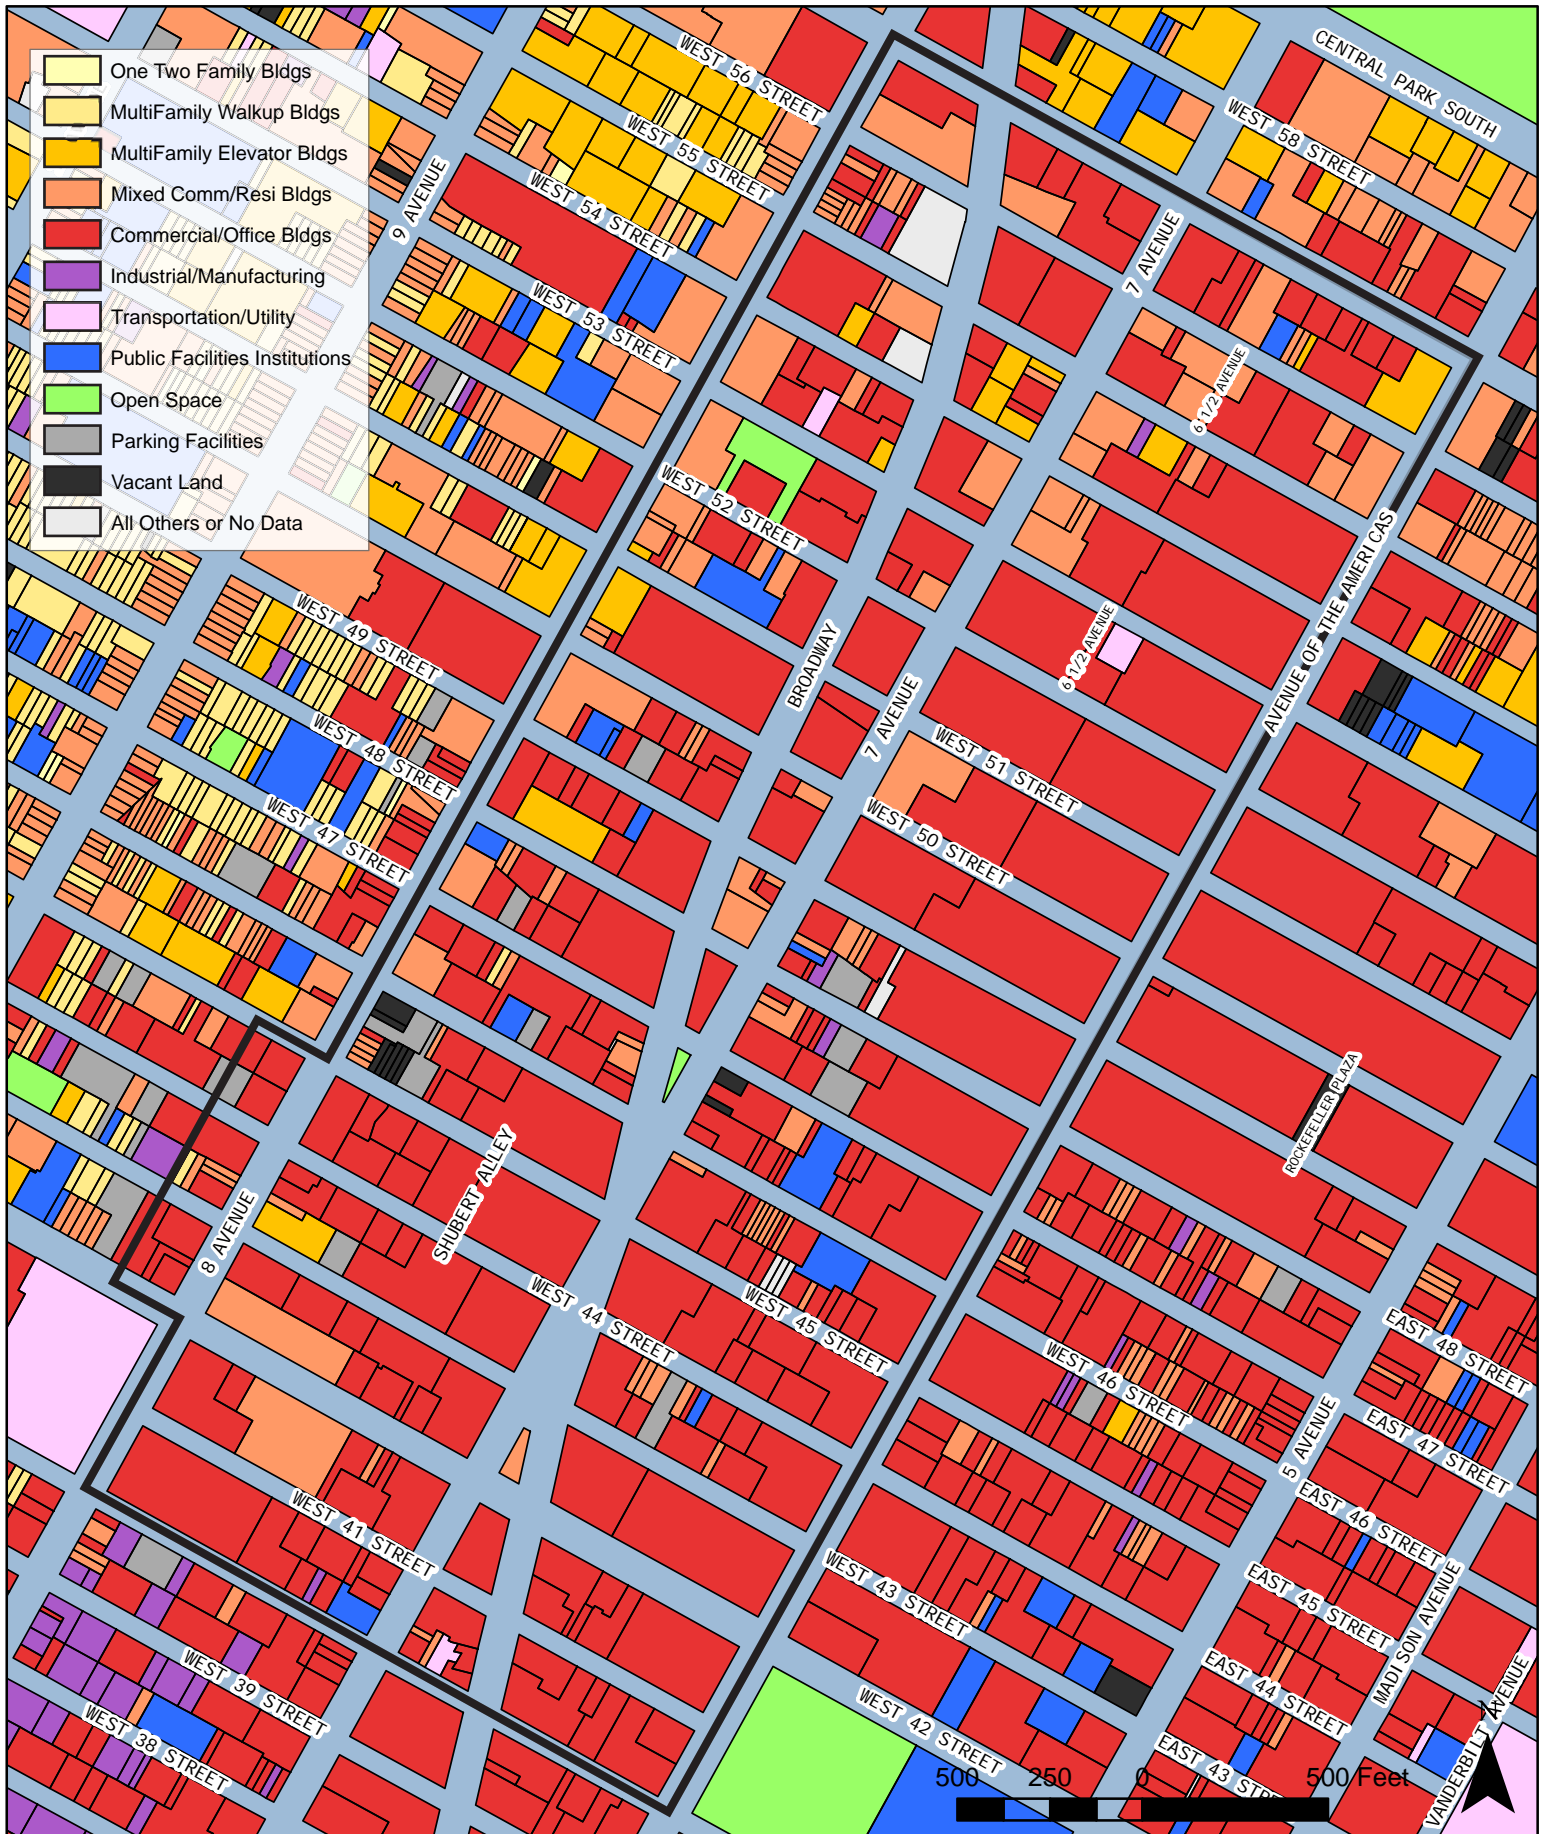 One Two Family Bldgs
MultiFamily Walkup Bldgs
MultiFamily Elevator Bldgs
Mixed Comm/Resi Bldgs
Commercial/Office Bldgs
Industrial/Manufacturing
Transportation/Utility
Public Facilities Institutions
Open Space
Parking Facilities
Vacant Land
All Others or No Data
CENTRAL PARK SOUTH
WEST 58 STREET
WEST 56 STREET
WEST 55 STREET
WEST 54 STREET
WEST 53 STREET
9 AVENUE
7 AVENUE
6 1/2 AVENUE
WEST 52 STREET
AVENUE OF THE AMERICAS
WEST 49 STREET
BROADWAY
6 1/2 AVENUE
7 AVENUE
WEST 48 STREET
WEST 51 STREET
WEST 47 STREET
WEST 50 STREET
ROCKEFELLER PLAZA
SHUBERT ALLEY
8 AVENUE
WEST 44 STREET
WEST 45 STREET
WEST 46 STREET
EAST 48 STREET
5 AVENUE
EAST 47 STREET
WEST 41 STREET
EAST 46 STREET
WEST 43 STREET
EAST 45 STREET
MADISON AVENUE
WEST 39 STREET
EAST 44 STREET
WEST 38 STREET
WEST 42 STREET
EAST 43
VANDERBILT AVENUE
N
500 250 0 500 Feet